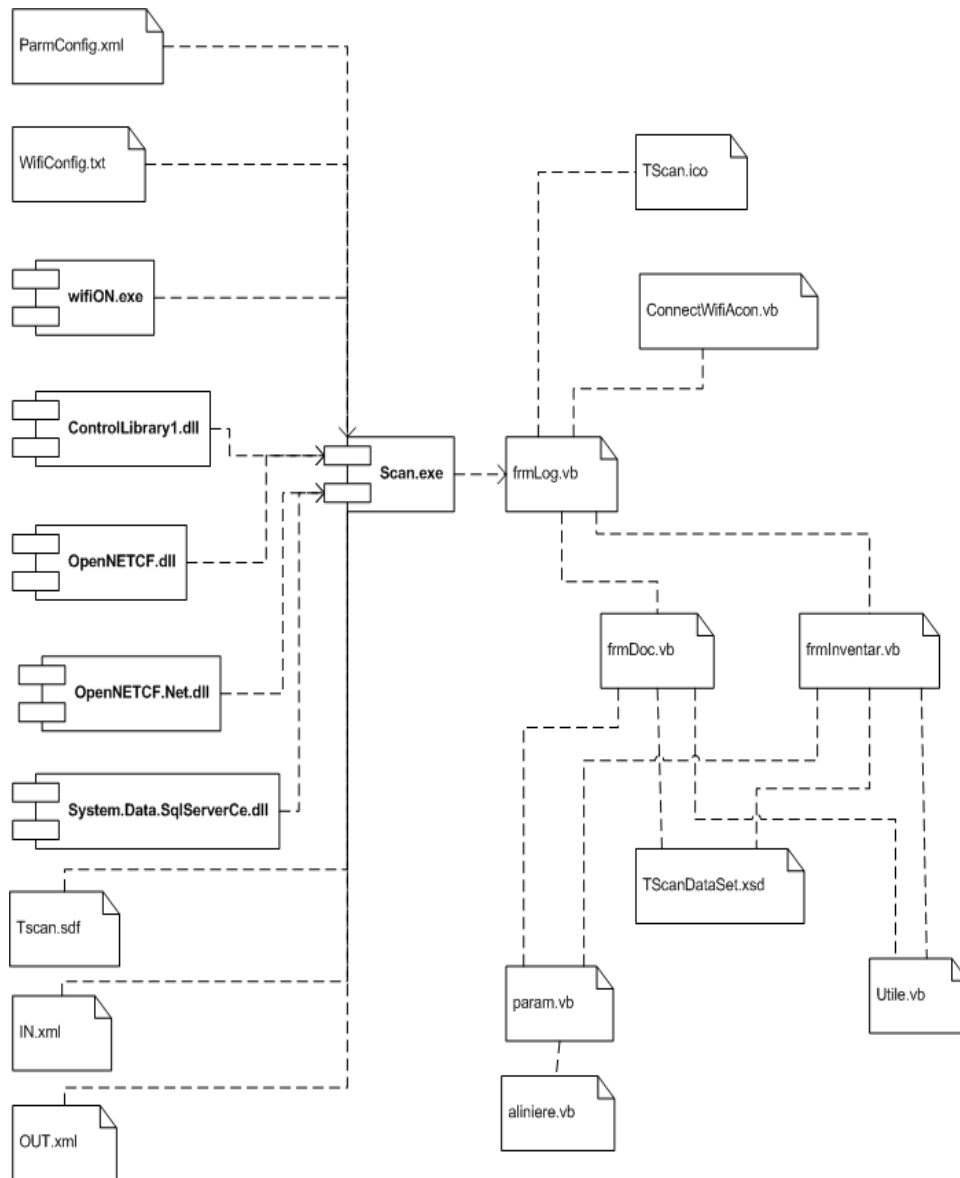 ParmConfig.xml
WifiConfig.txt
TScan.ico
wifiON.exe
ConnectWifiAcon.vb
ControlLibrary1.dll
Scan.exe
frmLog.vb
OpenNETCF.dll
frmDoc.vb
frmInventar.vb
OpenNETCF.Net.dll
System.Data.SqlServerCe.dll
TScanDataSet.xsd
Tscan.sdf
param.vb
Utile.vb
IN.xml
aliniere.vb
OUT.xml